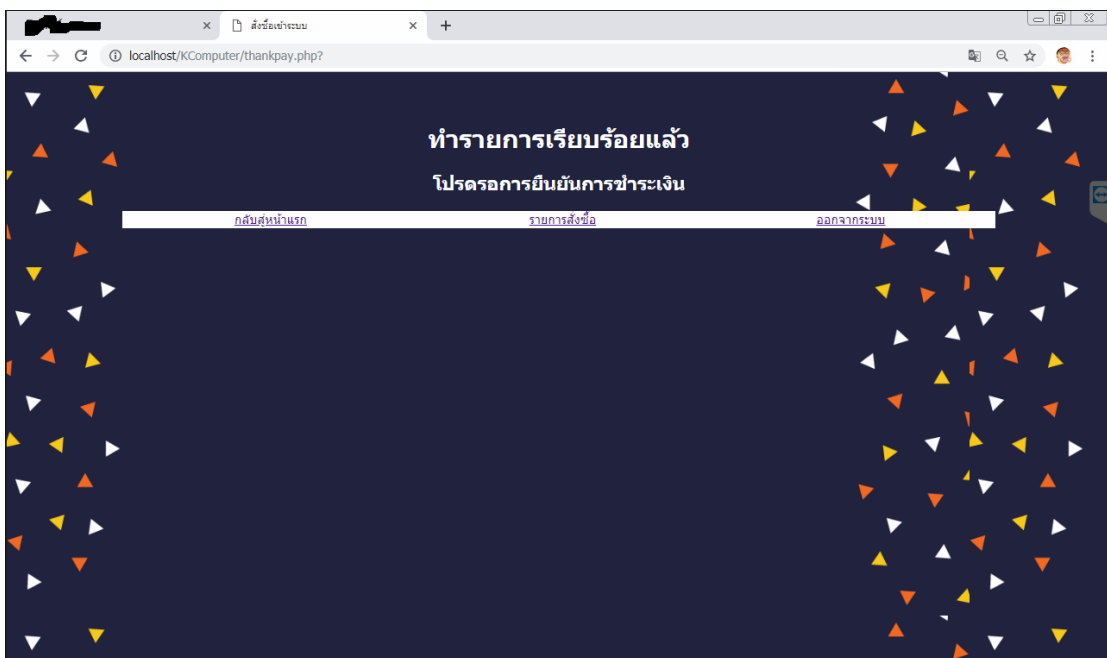 สั่งซื้อเข้าระบบ
localhost/KComputer/thankpay.php?
ทำรายการเรียบร้อยแล้ว
โปรดรอการยืนยันการชำระเงิน
กลับสู่หน้าแรก รายการสั่งซื้อ ออกจากระบบ